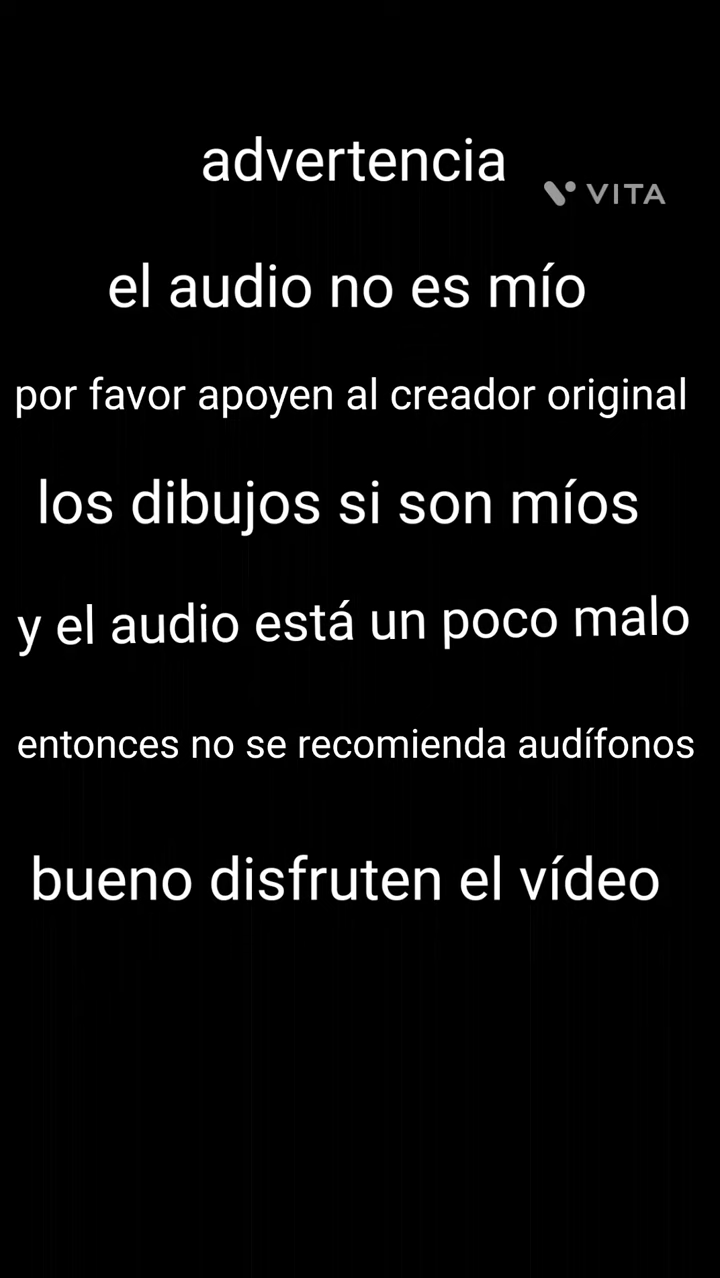 advertencia
VITA
el audio no es mío
por favor apoyen al creador original
los dibujos si son míos
y el audio está un poco malo
entonces no se recomienda audífonos
bueno disfruten el vídeo